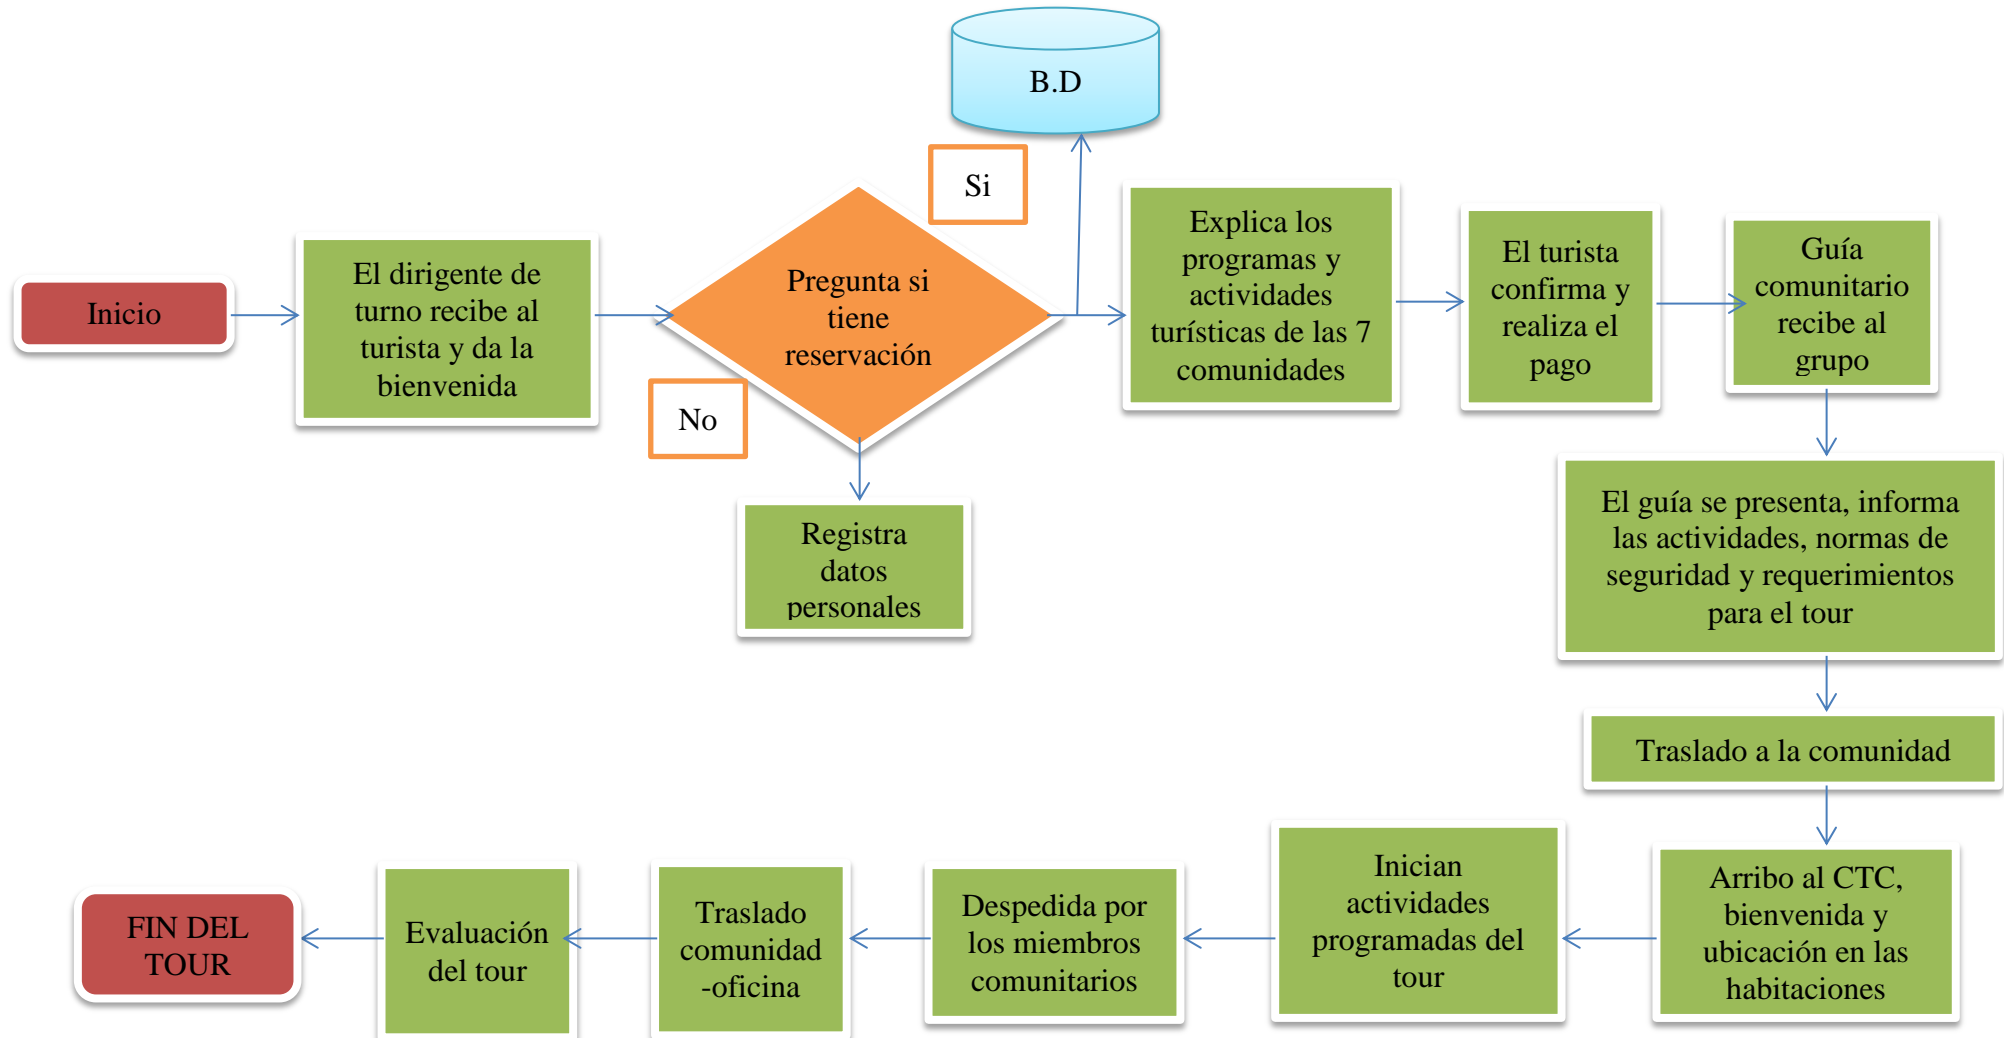 B.D
Si
Inicio
El dirigente de
turno recibe al
turista y da la
bienvenida
Pregunta si
tiene
reservación
No
Registra
datos
personales
Explica los
programas y
actividades
turísticas de las 7
comunidades
El turista
confirma y
realiza el
pago
Guía
comunitario
recibe al
grupo
El guía se presenta, informa
las actividades, normas de
seguridad y requerimientos
para el tour
Traslado a la comunidad
Arribo al CTC,
bienvenida y
ubicación en las
habitaciones
Inician
actividades
programadas del
tour
Despedida por
los miembros
comunitarios
Traslado
comunidad
-oficina
Evaluación
del tour
FIN DEL
TOUR